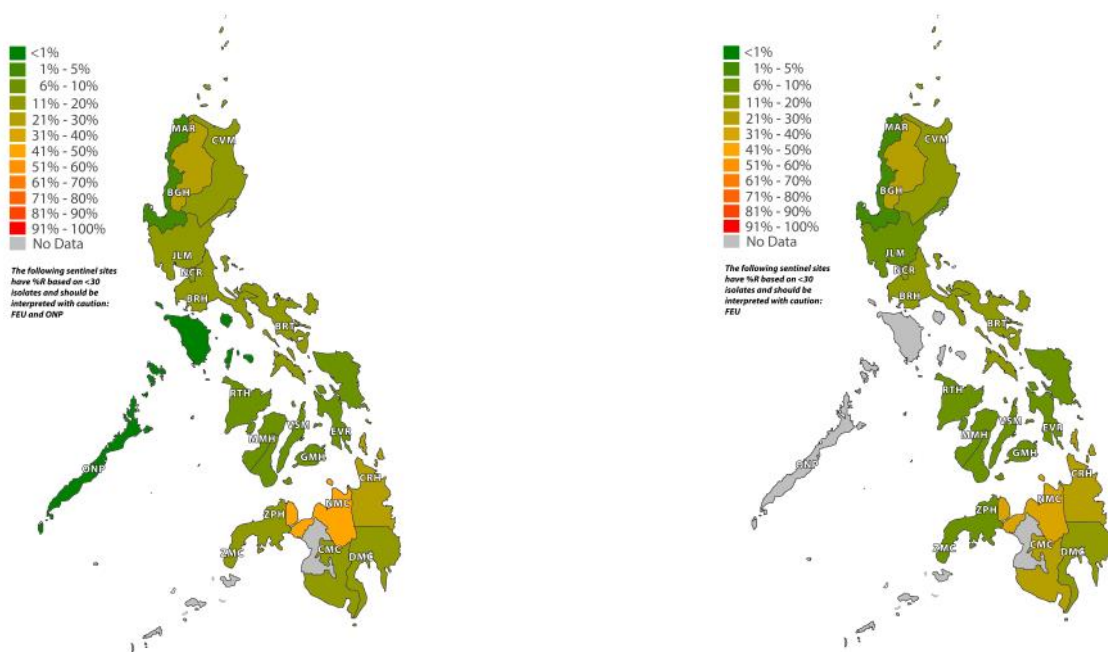 <1%
1% - 5%
6% - 10%
11% - 20%
21% - 30%
31% - 40%
41% - 50%
51% - 60%
61% - 70%
71% - 80%
81% - 90%
91% - 100%
No Data
The following sentinel sites
have %R based on <30
isolates and should be
interpreted with caution:
FEU and ONP
MAR
CVM
BGH
JLM
NCR
BRH
BRT
RTH
VSM
MMH
EVR
GMH
ONP
CRH
NMC
ZPH
ZMC
CMC
DMC
<1%
1% - 5%
6% - 10%
11% - 20%
21% - 30%
31% - 40%
41% - 50%
51% - 60%
61% - 70%
71% - 80%
81% - 90%
91% - 100%
No Data
The following sentinel sites
have %R based on <30
isolates and should be
interpreted with caution:
FEU
MAR
CVM
BGH
JLM
NCR
BRH
BRT
RTH
VSM
MMH
EVR
GMH
ONP
CRH
NMC
ZPH
ZMC
CMC
DMC